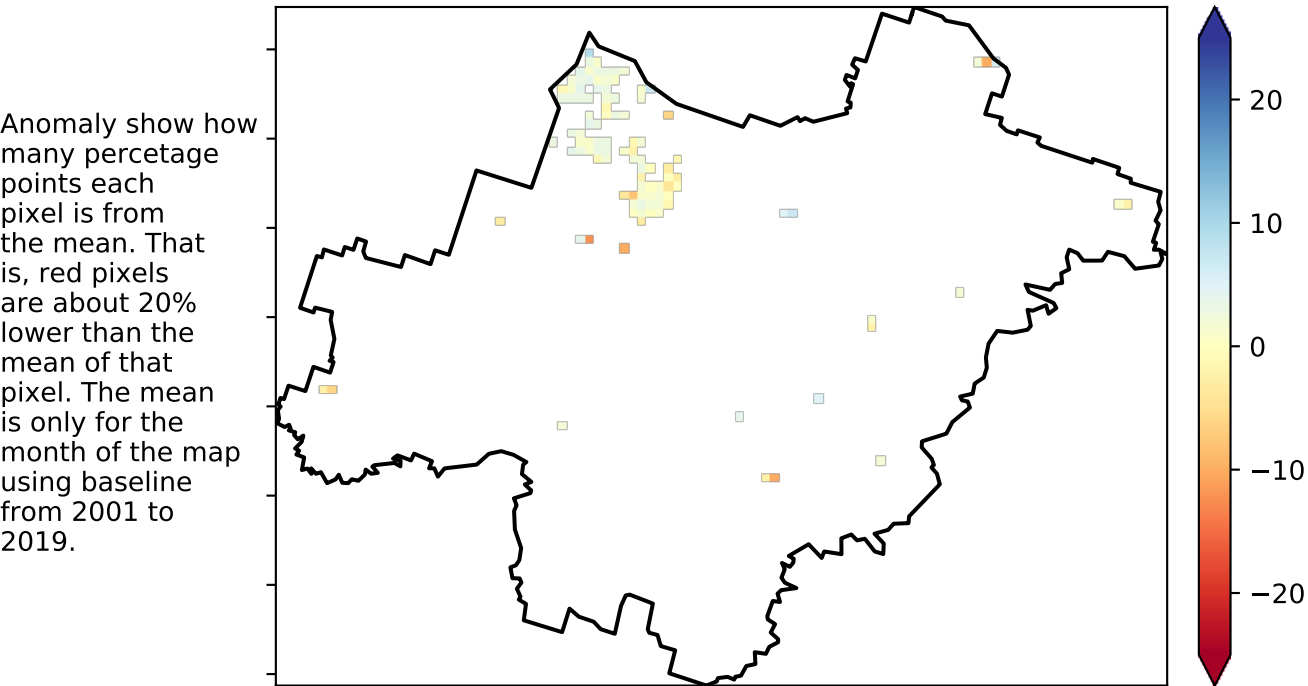 Anomaly show how
many percetage
points each
pixel is from
the mean. That
is, red pixels
are about 20%
lower than the
mean of that
pixel. The mean
is only for the
month of the map
using baseline
from 2001 to
2019.
20
10
0
−10
−20